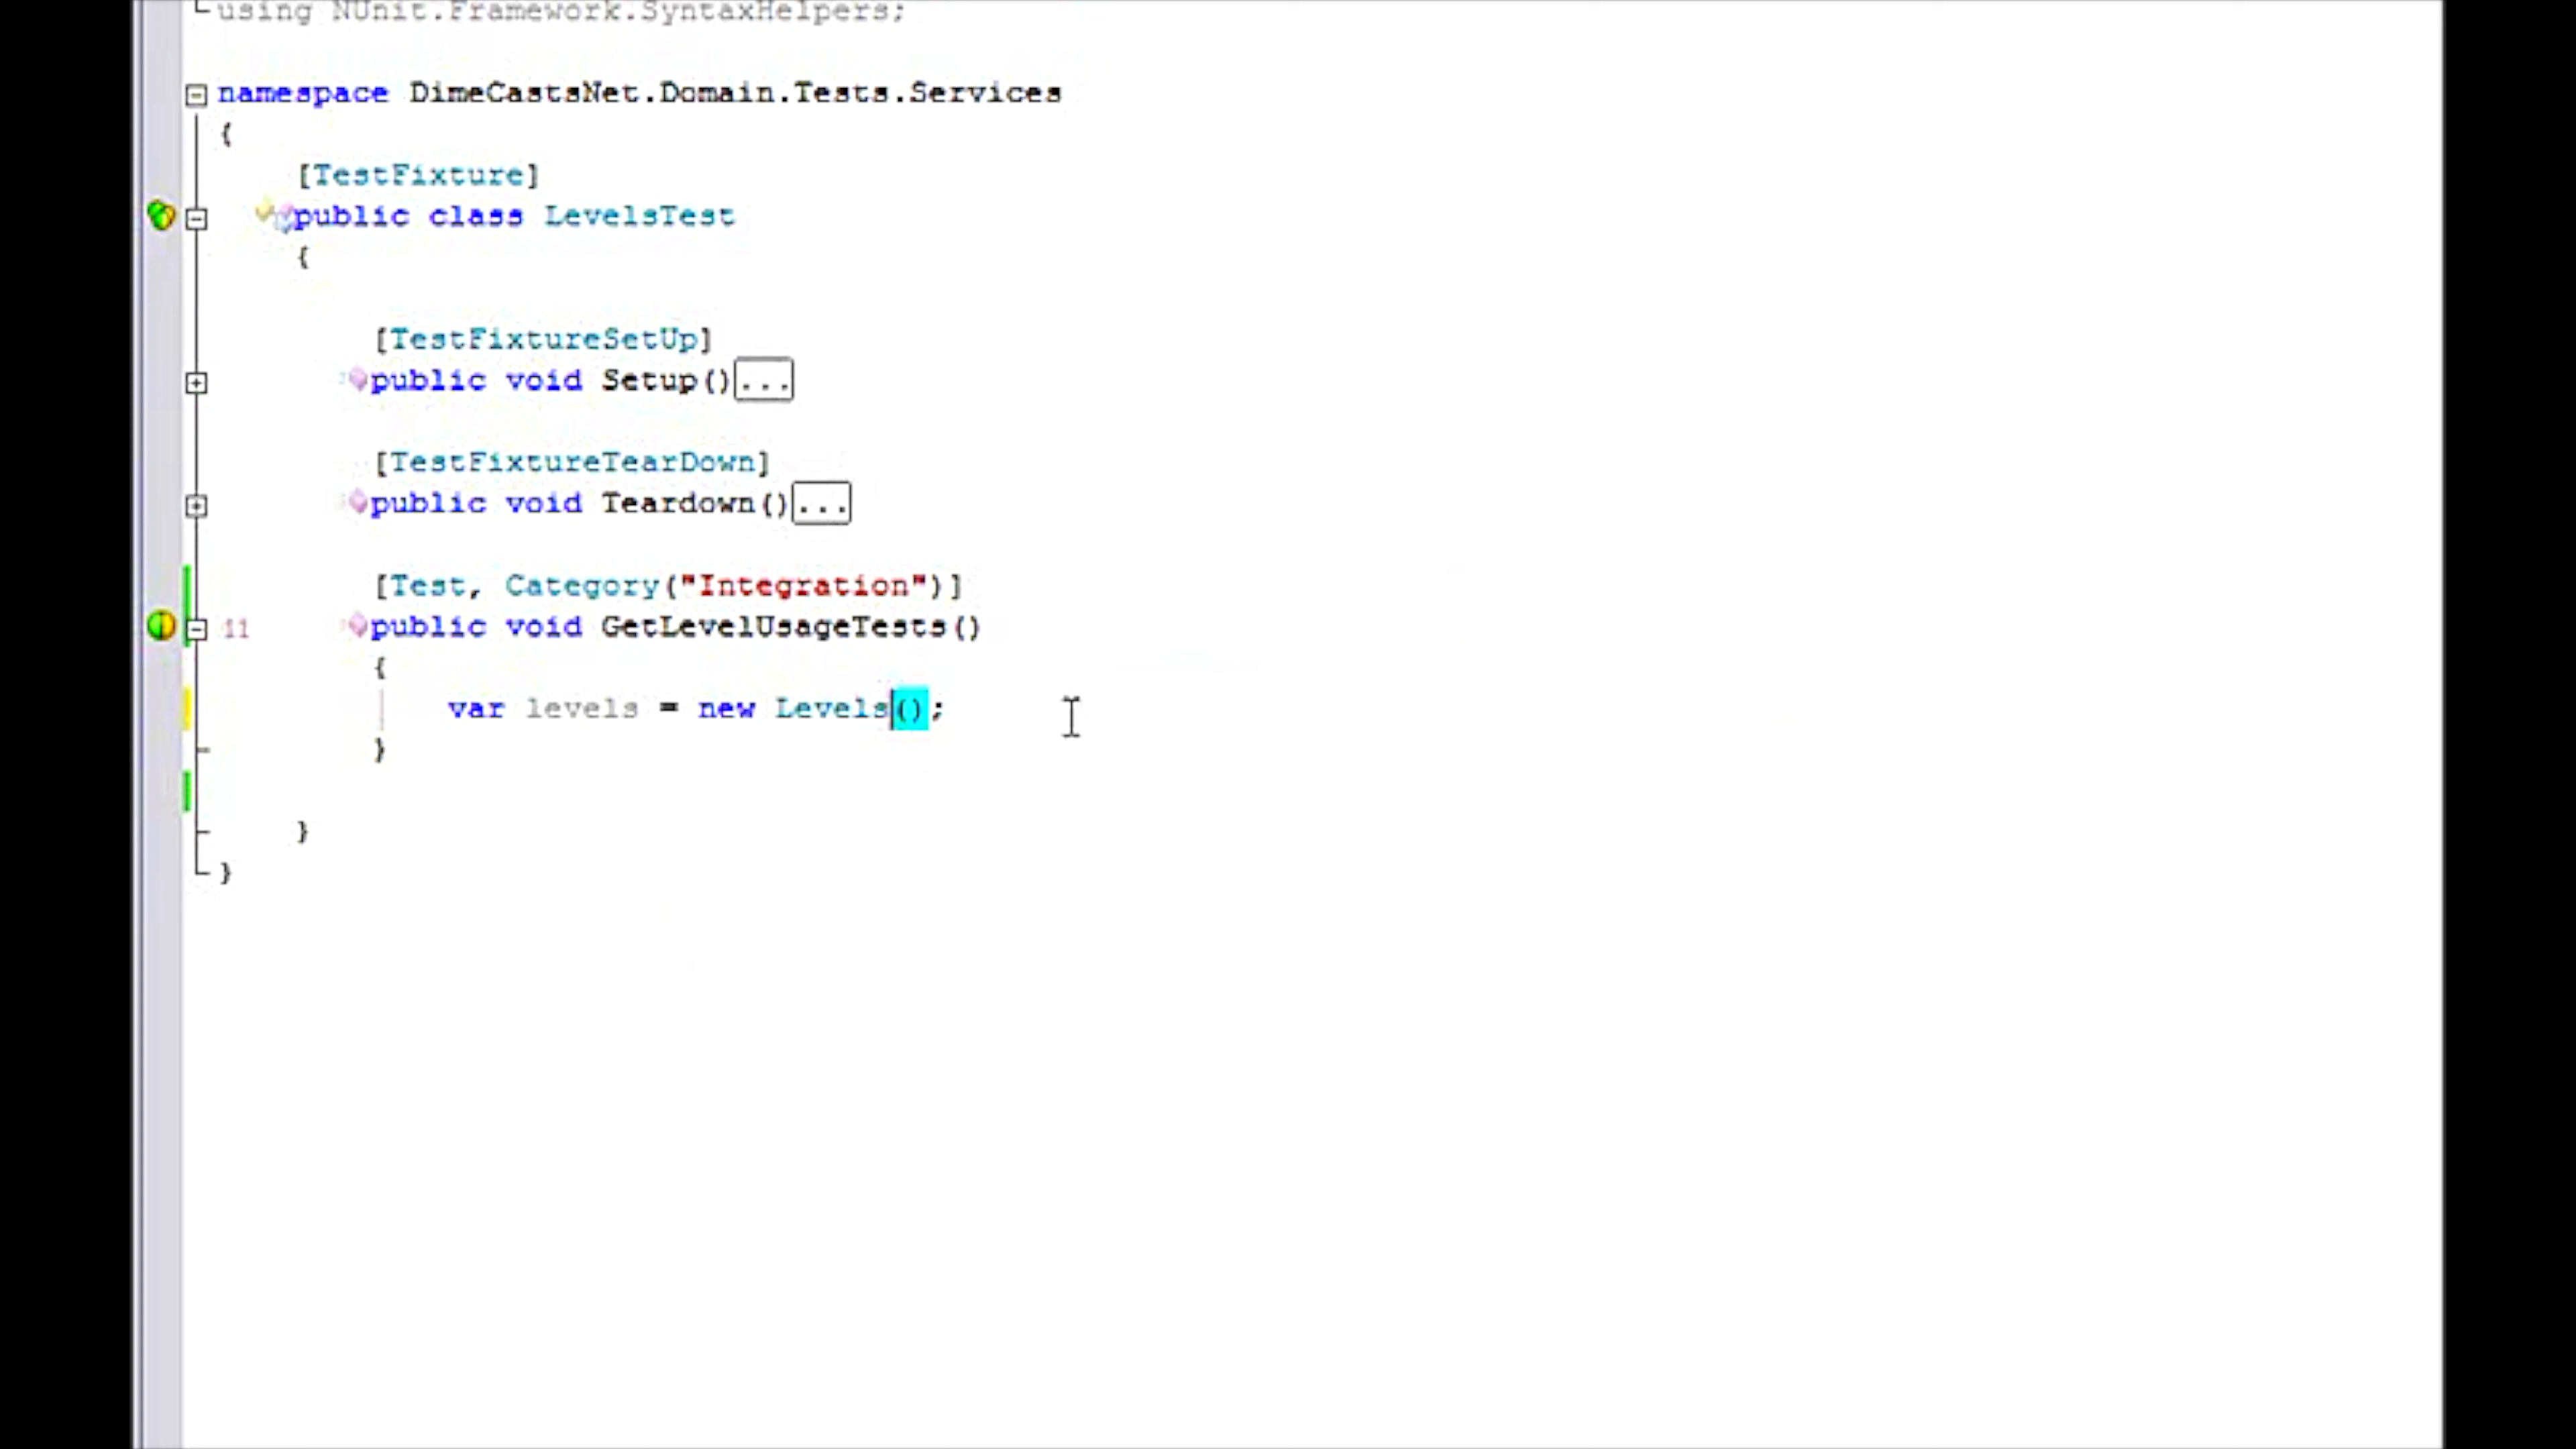 using NUnit.Framework.SyntaxHelpers;
namespace DimeCastsNet.Domain.Tests.Services
{
[TestFixture]
public class LevelsTest
{
[TestFixtureSetUp]
public void Setup()...
[TestFixtureTearDown]
public void Teardown()...
[Test, Category("Integration")]
11 public void GetLevelUsageTests()
{
var levels = new Levels();
}
}
}